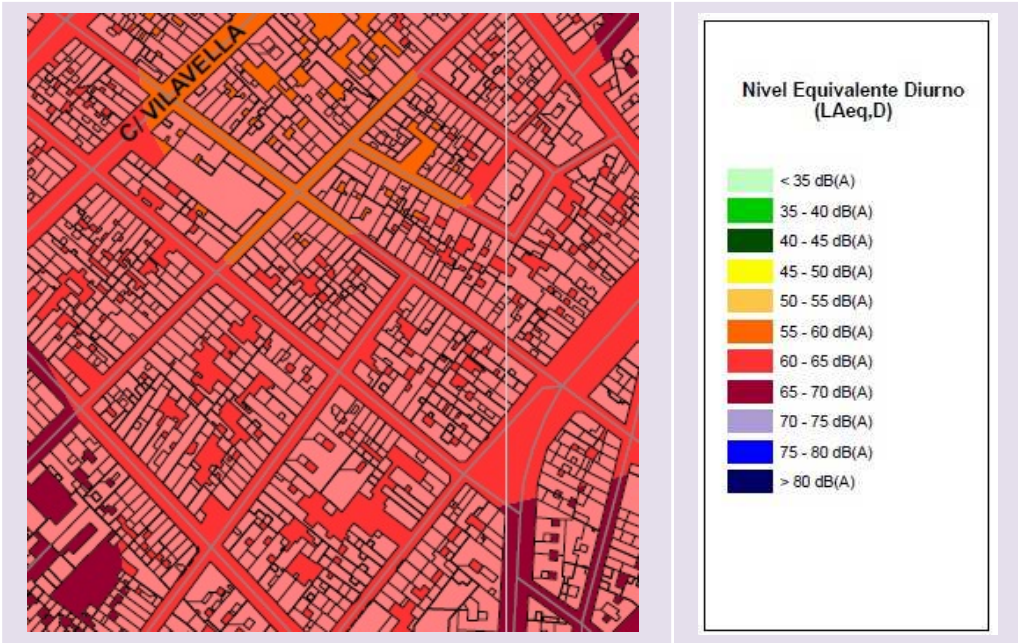 C/ VILAVELLA
Nivel Equivalente Diurno
(LAeq,D)
< 35 dB(A)
35 - 40 dB(A)
40 - 45 dB(A)
45 - 50 dB(A)
50 - 55 dB(A)
55 - 60 dB(A)
60 - 65 dB(A)
65 - 70 dB(A)
70 - 75 dB(A)
75 - 80 dB(A)
> 80 dB(A)